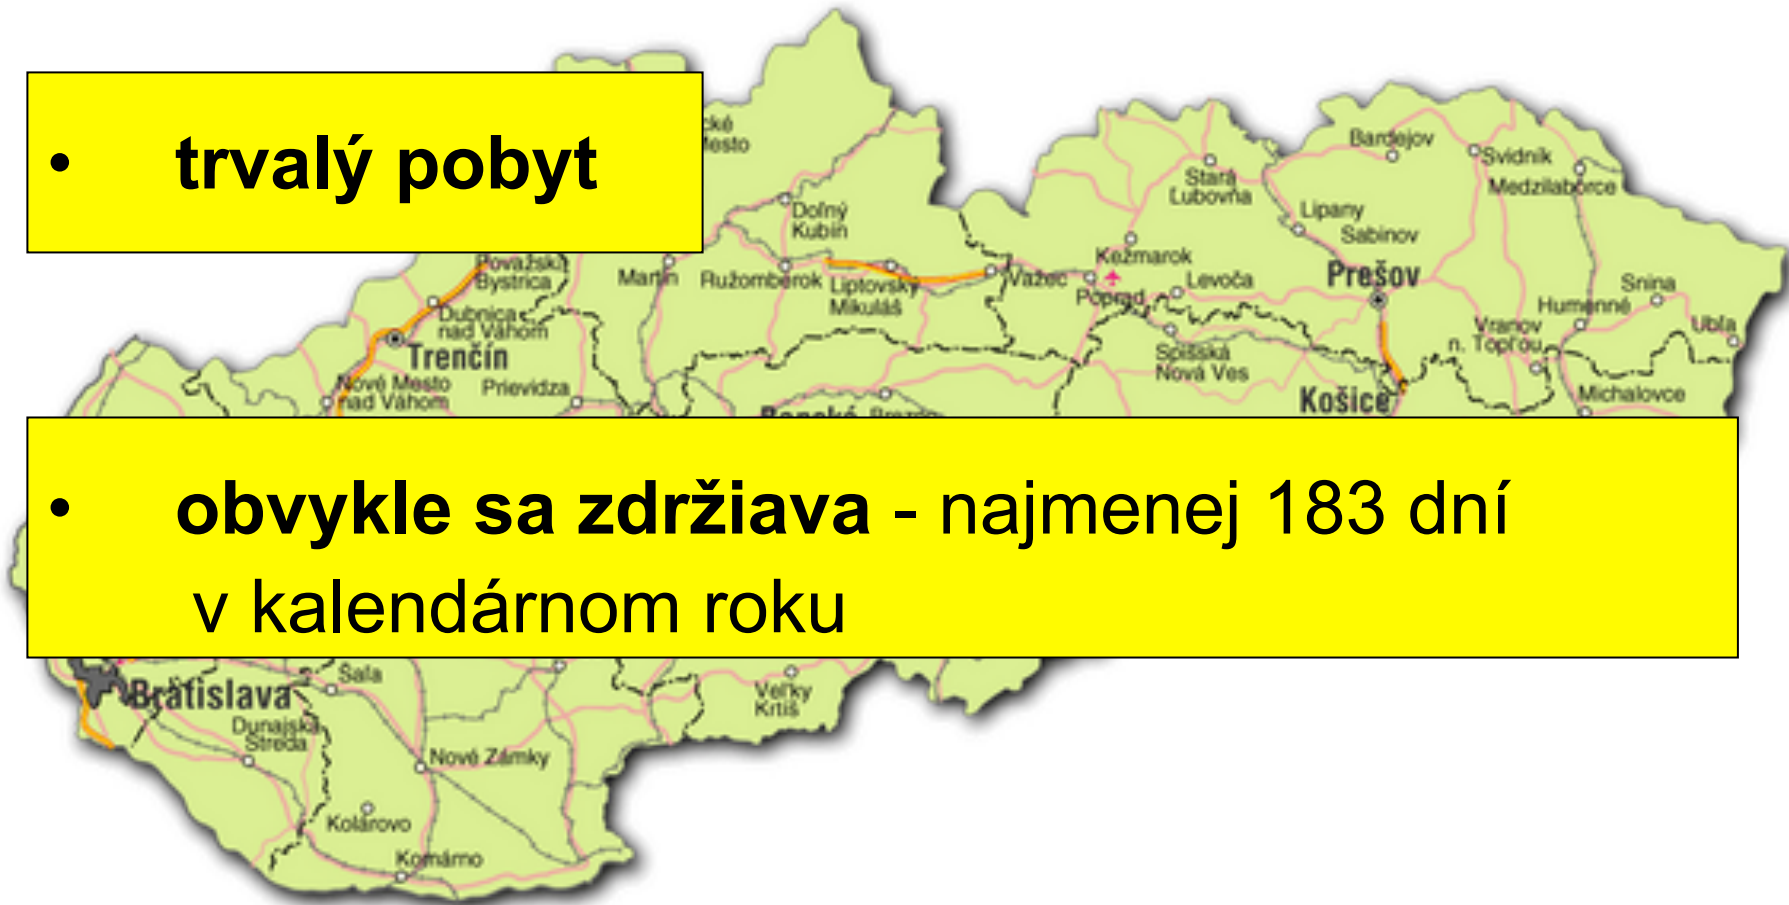 • trvalý pobyt
• obvykle sa zdržiava - najmenej 183 dní
v kalendárnom roku
Bardejov
Svidník
Stará
Ľubovňa
Medzilaborce
Dolný
Kubín
Lipany
Sabinov
Kežmarok
Považská
Bystrica
Martin
Ružomberok
Liptovský
Mikuláš
Važec
Poprad
Levoča
Prešov
Snina
Humenné
Dubnica
nad Váhom
Vranov
n. Topľou
Ubľa
Trenčín
Spišská
Nová Ves
Nové Mesto
nad Váhom
Prievidza
Košice
Michalovce
Bratislava
Šaľa
Veľký
Krtíš
Dunajská
Streda
Nové Zámky
Kolárovo
Komárno